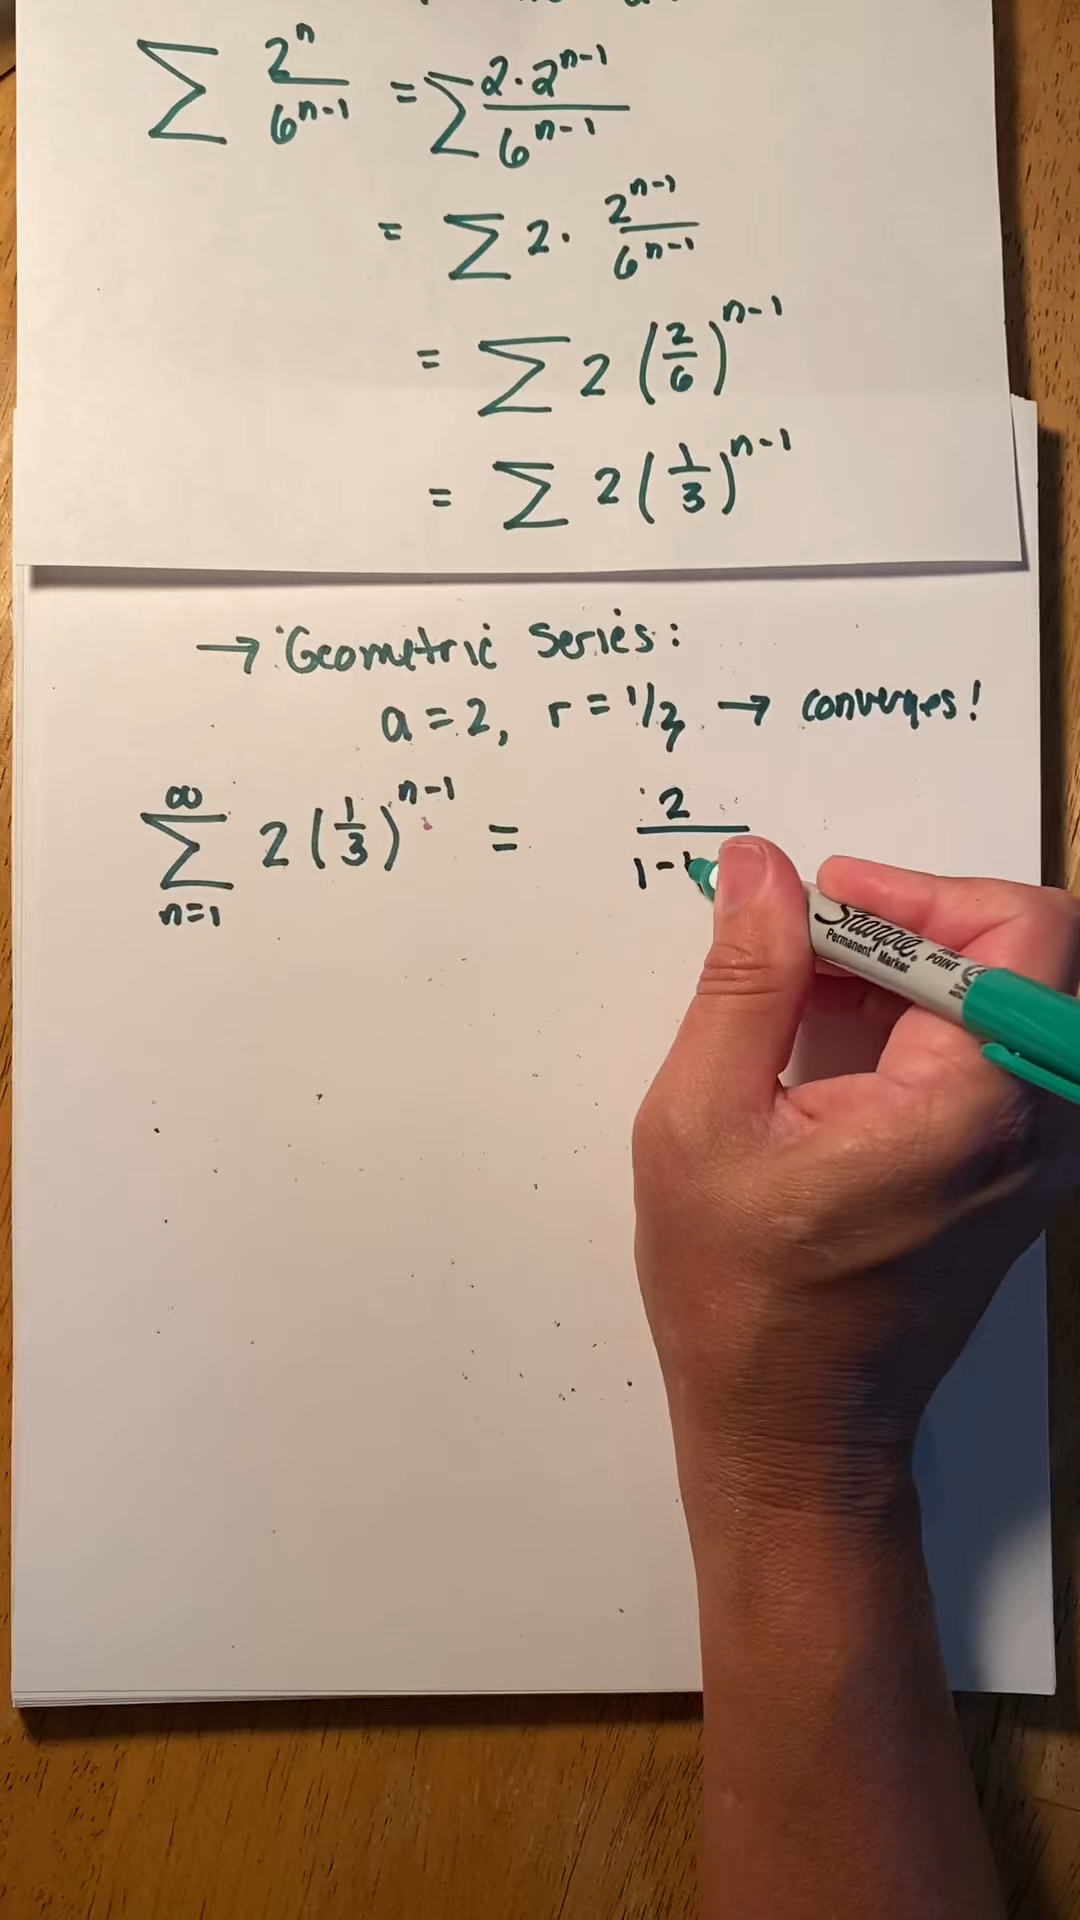 ∑ 2^n / 6^(n-1) = ∑ 2·2^(n-1) / 6^(n-1)
= ∑ 2· 2^(n-1) / 6^(n-1)
= ∑ 2 (2/6)^(n-1)
= ∑ 2 (1/3)^(n-1)
→ Geometric Series:
a = 2, r = 1/3 → converges!
∞ ∑ n=1 2 (1/3)^(n-1) = 2 / 1-
Sharpie
FINE POINT
Permanent Marker